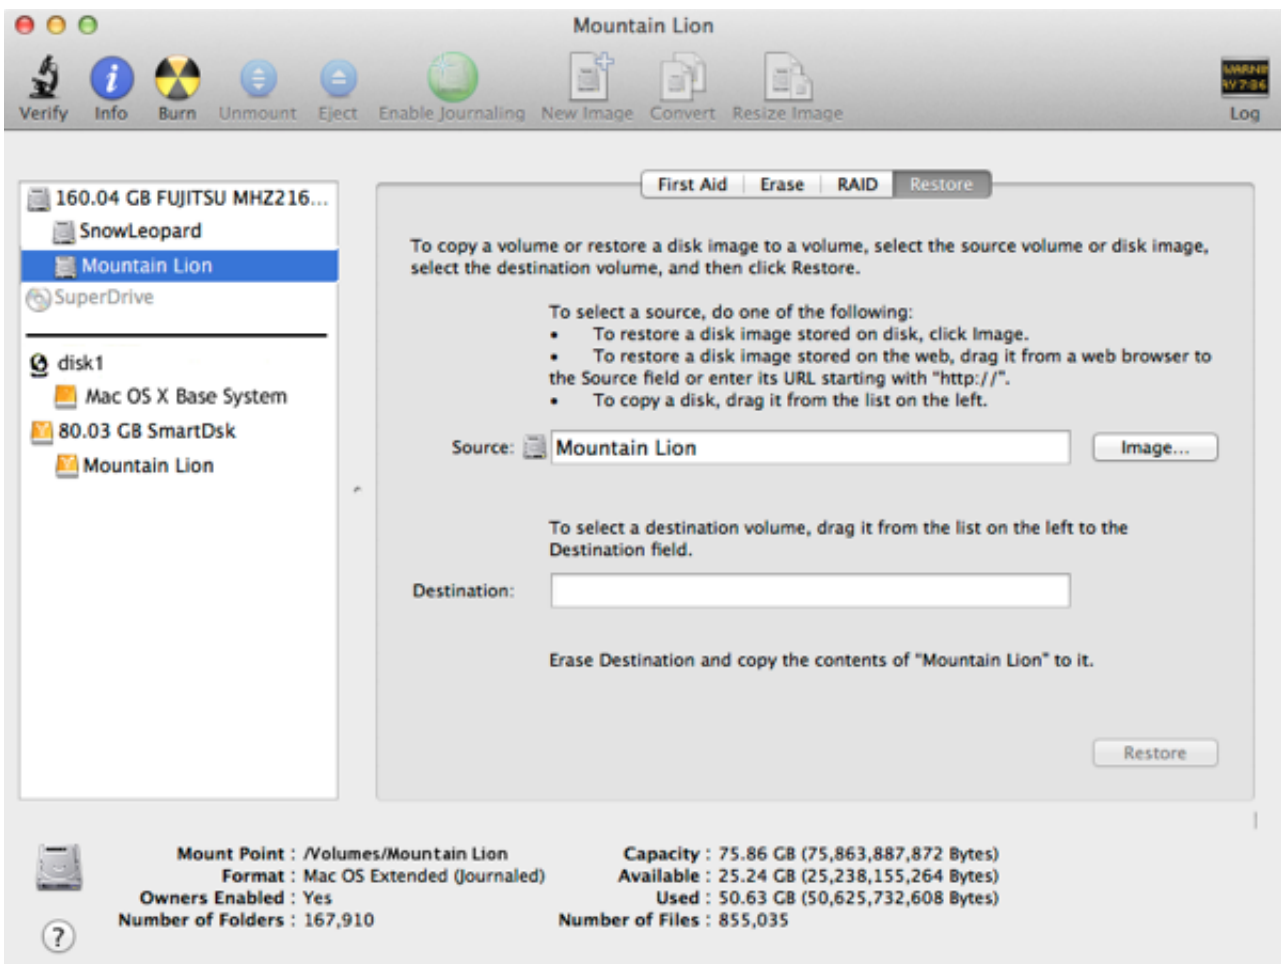 Mountain Lion
Verify Info Burn Unmount Eject Enable Journaling New Image Convert Resize Image Log
WARNIN
AY 7:86
160.04 GB FUJITSU MHZ216...
SnowLeopard
Mountain Lion
SuperDrive
disk1
Mac OS X Base System
80.03 GB SmartDsk
Mountain Lion
First Aid Erase RAID Restore
To copy a volume or restore a disk image to a volume, select the source volume or disk image,
select the destination volume, and then click Restore.
To select a source, do one of the following:
• To restore a disk image stored on disk, click Image.
• To restore a disk image stored on the web, drag it from a web browser to
the Source field or enter its URL starting with "http://".
• To copy a disk, drag it from the list on the left.
Source: Mountain Lion Image...
To select a destination volume, drag it from the list on the left to the
Destination field.
Destination:
Erase Destination and copy the contents of "Mountain Lion" to it.
Restore
Mount Point : /Volumes/Mountain Lion Capacity : 75.86 GB (75,863,887,872 Bytes)
Format : Mac OS Extended (Journaled) Available : 25.24 GB (25,238,155,264 Bytes)
Owners Enabled : Yes Used : 50.63 GB (50,625,732,608 Bytes)
Number of Folders : 167,910 Number of Files : 855,035
?